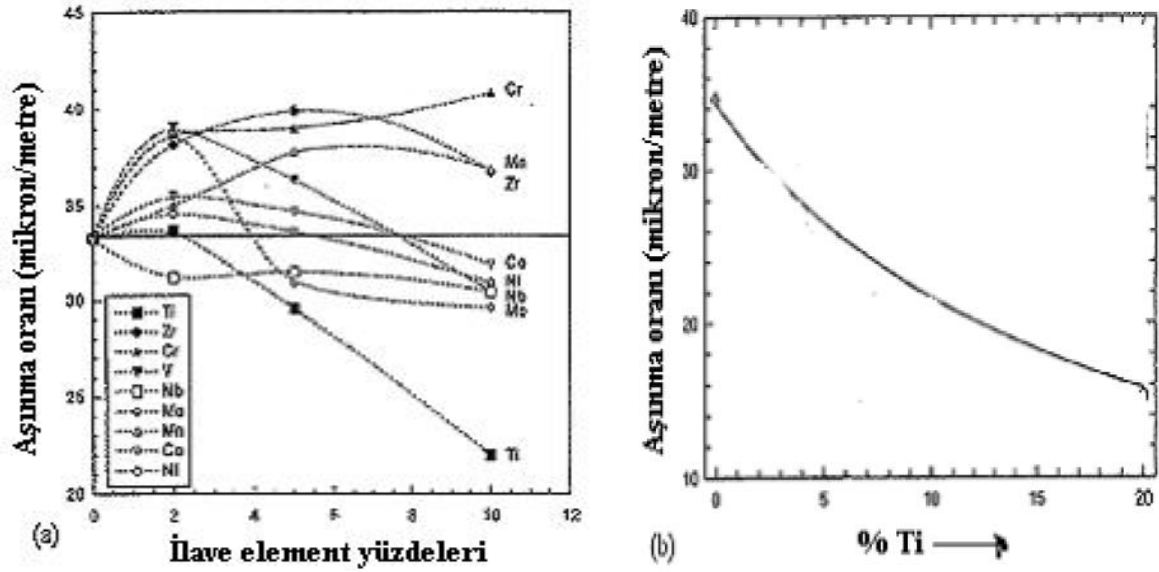 Aşınma oranı (mikron/metre)
45
40
35
30
25
20
Cr
Mo
Zr
Co
Ni
Nb
Mo
Ti
Ti
Zr
Cr
V
Nb
Mo
Mn
Co
Ni
0 2 4 6 8 10 12
(a)
İlave element yüzdeleri
Aşınma oranı (mikron/metre)
40
30
20
10
0 5 10 15 20
(b)
% Ti